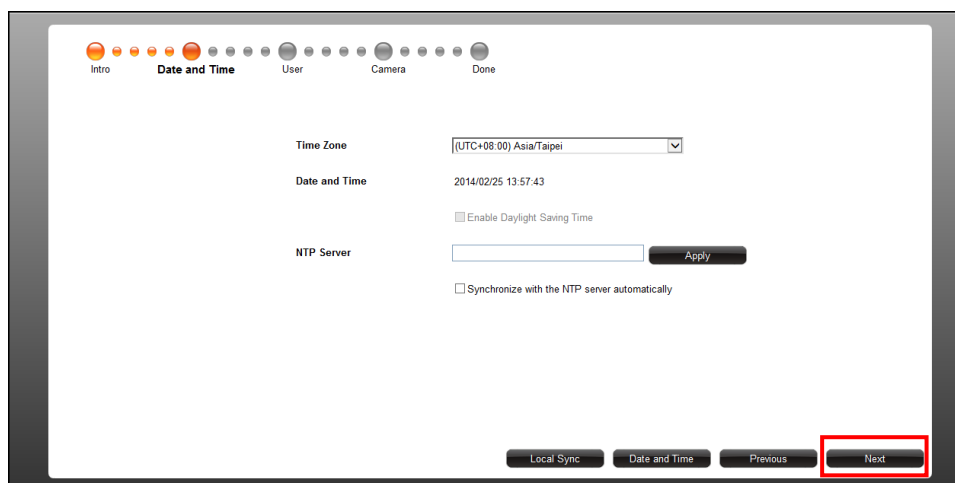 Intro Date and Time User Camera Done
Time Zone (UTC+08:00) Asia/Taipei
Date and Time 2014/02/25 13:57:43
Enable Daylight Saving Time
NTP Server Apply
Synchronize with the NTP server automatically
Local Sync Date and Time Previous Next